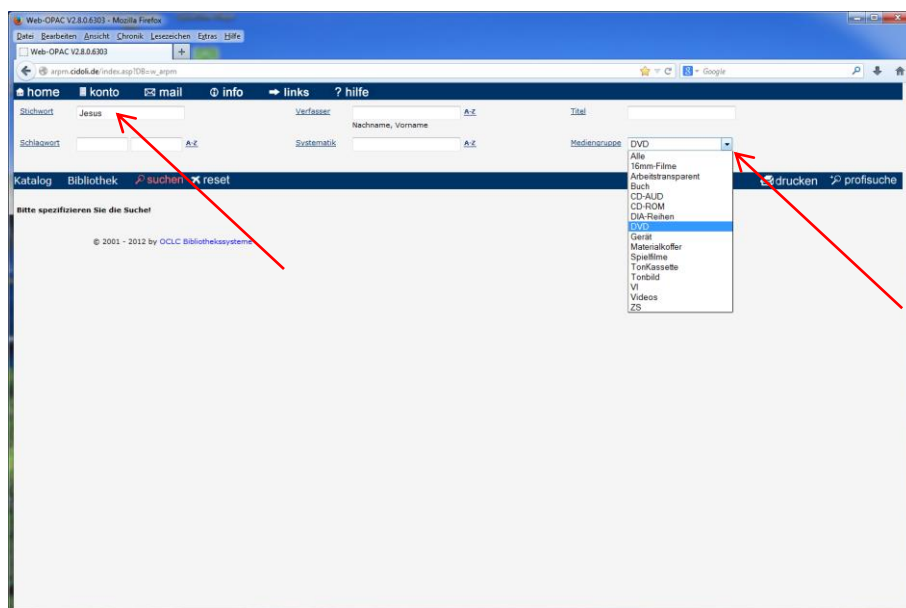 Web-OPAC V2.8.0.6303 - Mozilla Firefox
Datei Bearbeiten Ansicht Chronik Lesezeichen Extras Hilfe
Web-OPAC V2.8.0.6303 +
arpm.cidoli.de/index.asp?DB=w_arpm Google
home konto mail info links ? hilfe
Stichwort Jesus Verfasser A-Z Titel
Nachname, Vorname
Schlagwort A-Z Systematik A-Z Mediengruppe DVD
Alle
16mm-Filme
Arbeitstransparent
Buch
CD-AUD
CD-ROM
DIA-Reihen
DVD
Gerät
Materialkoffer
Spielfilme
TonKassette
Tonbild
VI
Videos
ZS
Katalog Bibliothek suchen reset drucken profisuche
Bitte spezifizieren Sie die Suche!
© 2001 - 2012 by OCLC Bibliothekssysteme